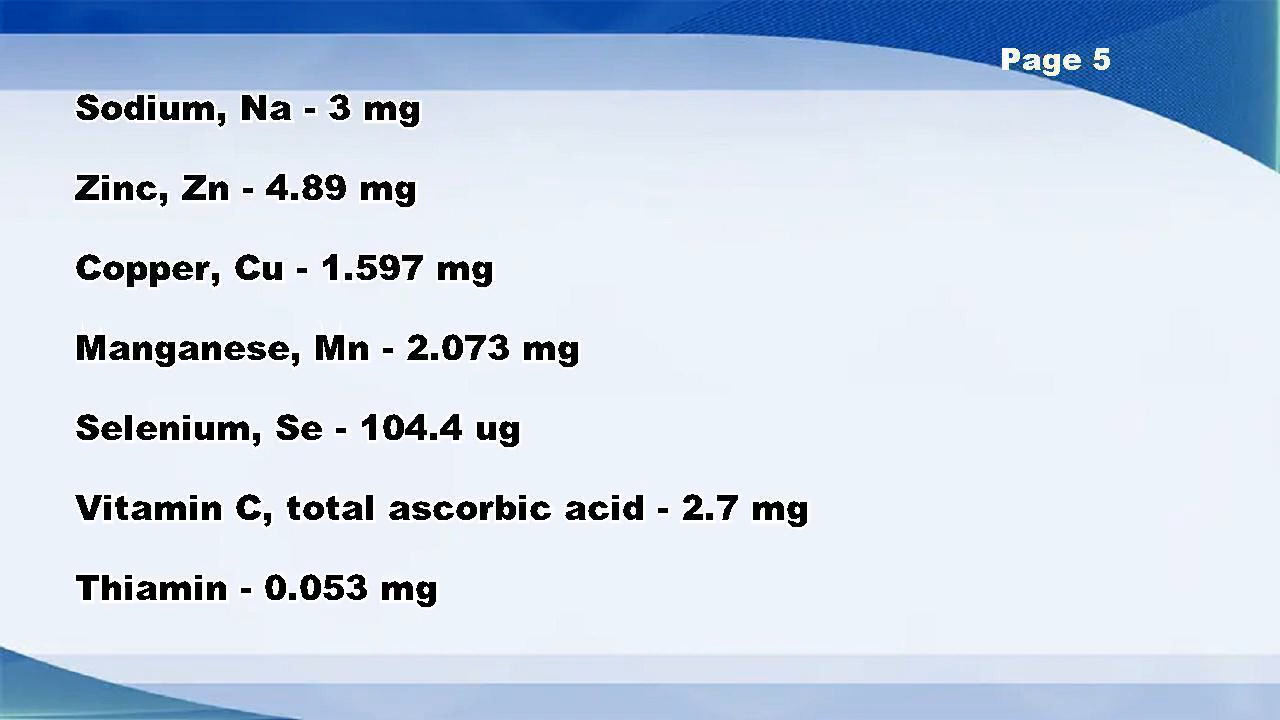 Page 5
Sodium, Na - 3 mg
Zinc, Zn - 4.89 mg
Copper, Cu - 1.597 mg
Manganese, Mn - 2.073 mg
Selenium, Se - 104.4 ug
Vitamin C, total ascorbic acid - 2.7 mg
Thiamin - 0.053 mg